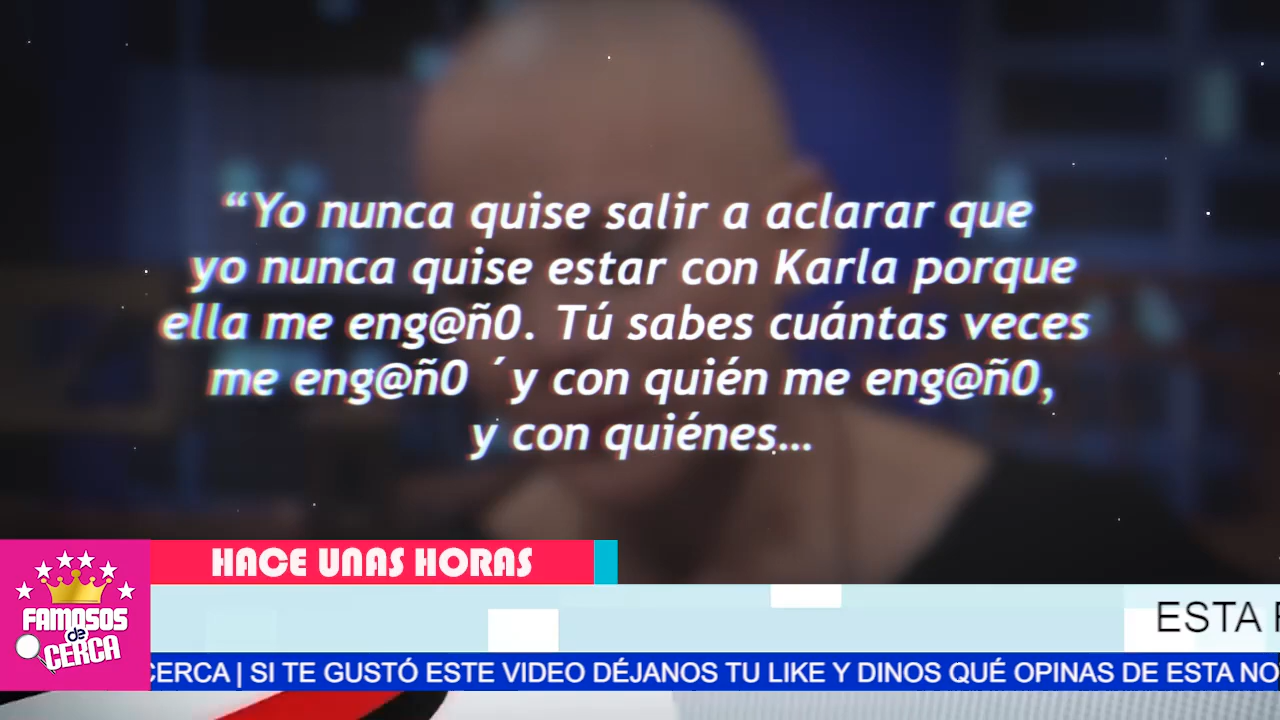 “Yo nunca quise salir a aclarar que
yo nunca quise estar con Karla porque
ella me eng@ñ0. Tú sabes cuántas veces
me eng@ñ0 ´y con quién me eng@ñ0,
y con quiénes...
HACE UNAS HORAS
FAMOSOS
de
CERCA
ESTA
CERCA | SI TE GUSTÓ ESTE VIDEO DÉJANOS TU LIKE Y DINOS QUÉ OPINAS DE ESTA NO